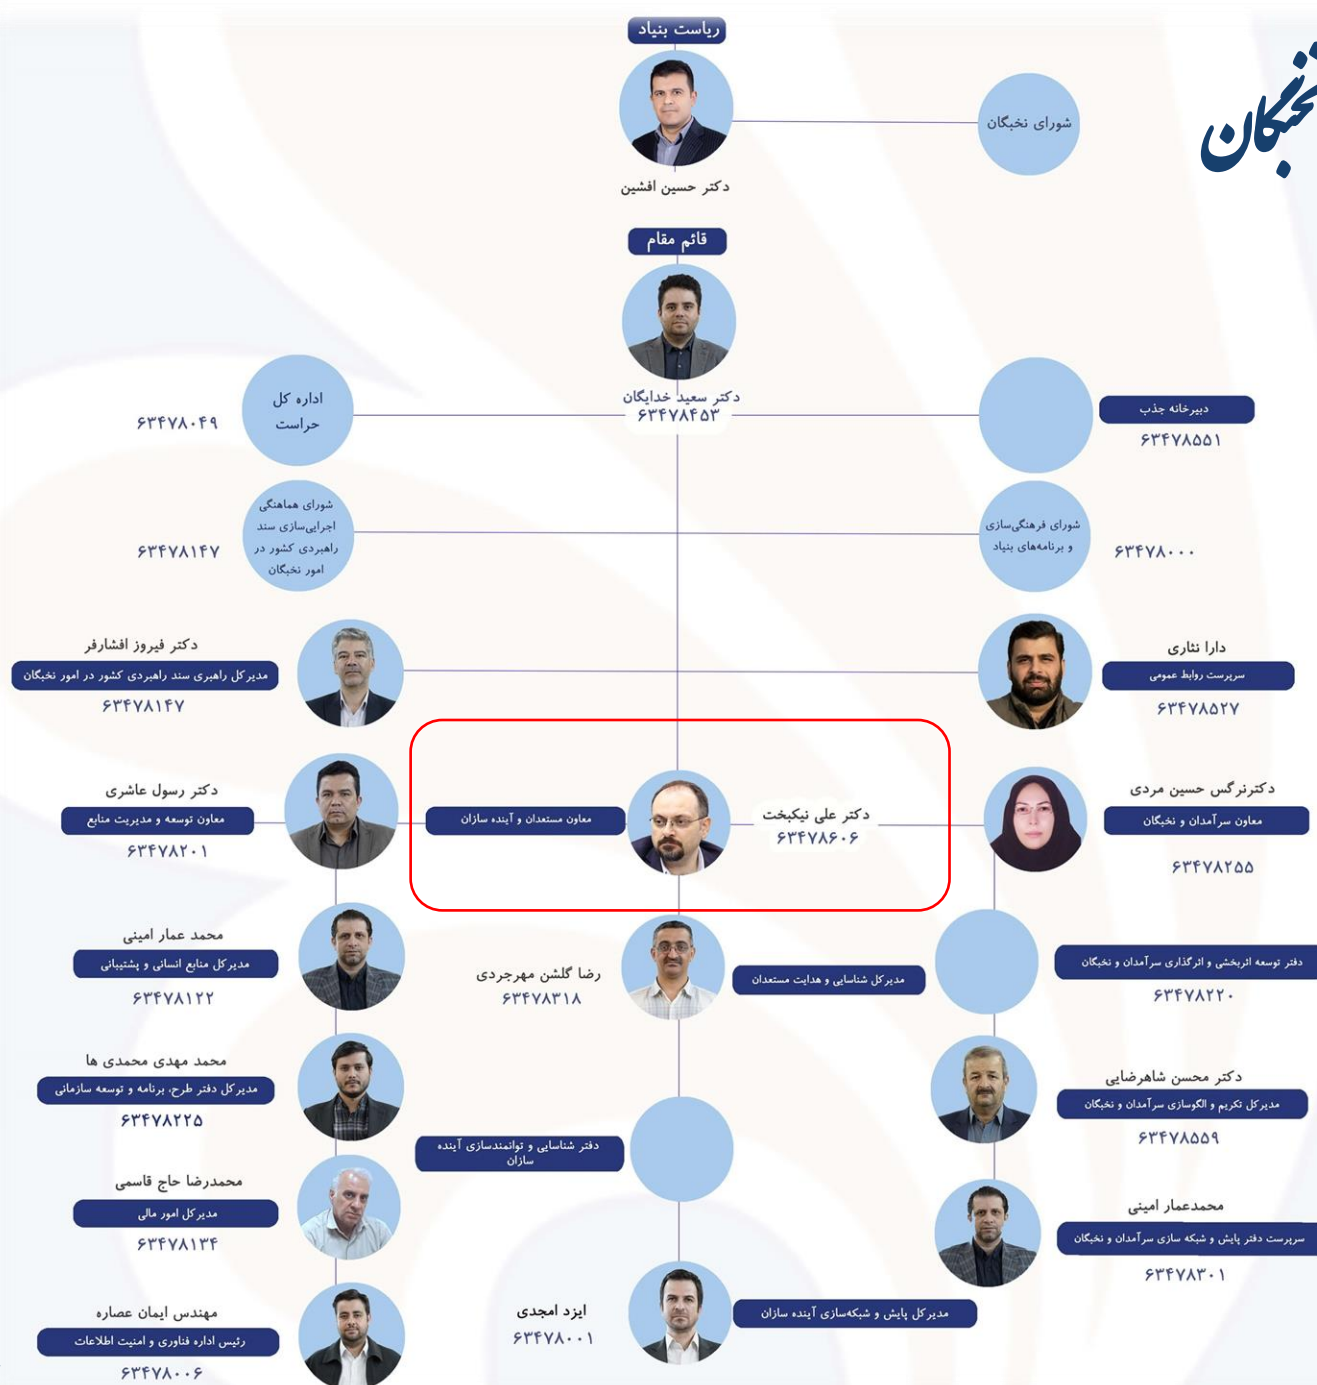 ریاست بنیاد
نخبگان
شورای نخبگان
دکتر حسین افشین
قائم مقام
دکتر سعید خدایگان
۶۳۴۷۸۴۵۳
دبیرخانه جذب
۶۳۴۷۸۵۵۱
اداره کل
حراست
۶۳۴۷۸۰۴۹
شورای فرهنگی‌سازی
و برنامه‌های بنیاد
۶۳۴۷۸۰۰۰
شورای هماهنگی
اجرایی‌سازی سند
راهبردی کشور در
امور نخبگان
۶۳۴۷۸۱۴۷
دارا نثاری
سرپرست روابط عمومی
۶۳۴۷۸۵۲۷
دکتر فیروز افشارفر
مدیرکل راهبری سند راهبردی کشور در امور نخبگان
۶۳۴۷۸۱۴۷
دکترنرگس حسین مردی
معاون سرآمدان و نخبگان
۶۳۴۷۸۲۵۵
دکتر علی نیکبخت
۶۳۴۷۸۶۰۶
معاون مستعدان و آینده سازان
دکتر رسول عاشری
معاون توسعه و مدیریت منابع
۶۳۴۷۸۲۰۱
دفتر توسعه اثربخشی و اثرگذاری سرآمدان و نخبگان
۶۳۴۷۸۲۲۰
مدیرکل شناسایی و هدایت مستعدان
رضا گلشن مهرجردی
۶۳۴۷۸۳۱۸
محمد عمار امینی
مدیرکل منابع انسانی و پشتیبانی
۶۳۴۷۸۱۲۲
دکتر محسن شاهرضایی
مدیرکل تکریم و الگوسازی سرآمدان و نخبگان
۶۳۴۷۸۵۵۹
دفتر شناسایی و توانمندسازی آینده
سازان
محمد مهدی محمدی ها
مدیرکل دفتر طرح، برنامه و توسعه سازمانی
۶۳۴۷۸۲۲۵
محمدعمار امینی
سرپرست دفتر پایش و شبکه سازی سرآمدان و نخبگان
۶۳۴۷۸۳۰۱
محمدرضا حاج قاسمی
مدیرکل امور مالی
۶۳۴۷۸۱۳۴
مدیرکل پایش و شبکه‌سازی آینده سازان
ایزد امجدی
۶۳۴۷۸۰۰۱
مهندس ایمان عصاره
رئیس اداره فناوری و امنیت اطلاعات
۶۳۴۷۸۰۰۶